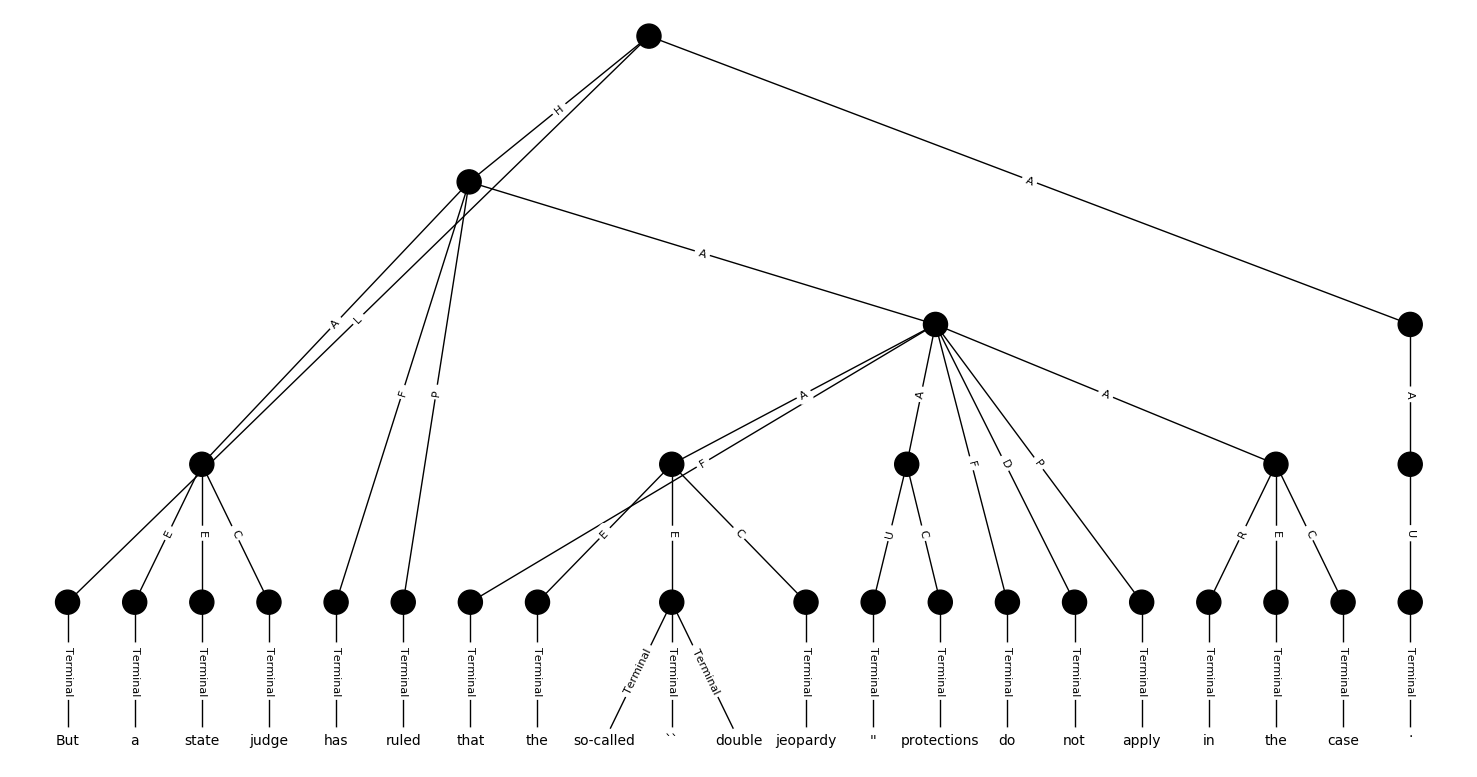 H
A
A
A
L
F
P
A
A
F
A
A
F
D
P
A
E
E
C
E
E
C
U
C
R
E
C
U
Terminal Terminal Terminal Terminal Terminal Terminal Terminal Terminal Terminal Terminal Terminal Terminal Terminal Terminal Terminal Terminal Terminal Terminal Terminal Terminal Terminal
But a state judge has ruled that the so-called `` double jeopardy " protections do not apply in the case .